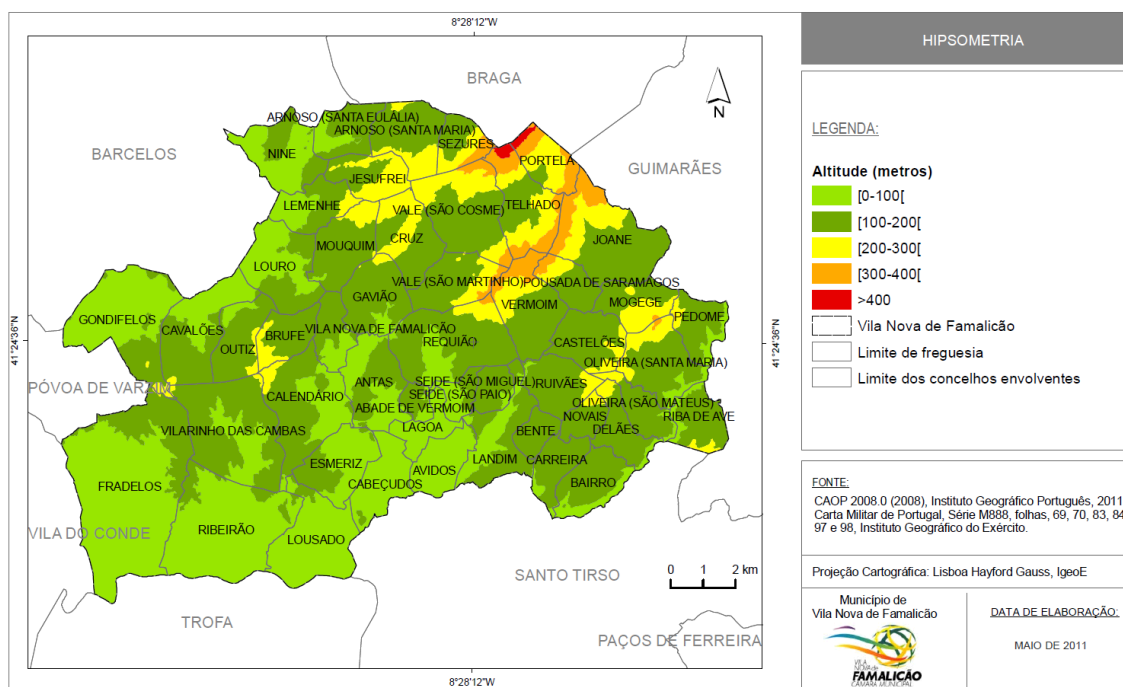 8°28'12"W
HIPSOMETRIA
BRAGA
N
BARCELOS
GUIMARÃES
ARNOSO (SANTA EULÁLIA)
ARNOSO (SANTA MARIA)
SEZURES
NINE
PORTELA
JESUFREI
LEMENHE
VALE (SÃO COSME)
TELHADO
MOUQUIM
CRUZ
JOANE
LOURO
VALE (SÃO MARTINHO)
POUSADA DE SARAMAGOS
GAVIÃO
VERMOIM
MOGEGE
PEDOME
GONDIFELOS
CAVALÕES
BRUFE
VILA NOVA DE FAMALICÃO
OUTIZ
REQUIÃO
CASTELÕES
OLIVEIRA (SANTA MARIA)
41°24'36"N
41°24'36"N
PÓVOA DE VARZIM
ANTAS
SEIDE (SÃO MIGUEL)
RUIVÃES
CALENDÁRIO
SEIDE (SÃO PAIO)
ABADE DE VERMOIM
OLIVEIRA (SÃO MATEUS)
NOVAIS
RIBA DE AVE
VILARINHO DAS CAMBAS
LAGOA
BENTE
DELÃES
ESMERIZ
AVIDOS
LANDIM
CARREIRA
FRADELOS
CABEÇUDOS
BAIRRO
VILA DO CONDE
RIBEIRÃO
LOUSADO
SANTO TIRSO
0 1 2 km
TROFA
PAÇOS DE FERREIRA
8°28'12"W
LEGENDA:
Altitude (metros)
[0-100[
[100-200[
[200-300[
[300-400[
>400
Vila Nova de Famalicão
Limite de freguesia
Limite dos concelhos envolventes
FONTE:
CAOP 2008.0 (2008), Instituto Geográfico Português, 2011
Carta Militar de Portugal, Série M888, folhas, 69, 70, 83, 84
97 e 98, Instituto Geográfico do Exército.
Projeção Cartográfica: Lisboa Hayford Gauss, IgeoE
Município de
Vila Nova de Famalicão
VILA
NOVA DE
FAMALICÃO
CÂMARA MUNICIPAL
DATA DE ELABORAÇÃO:
MAIO DE 2011